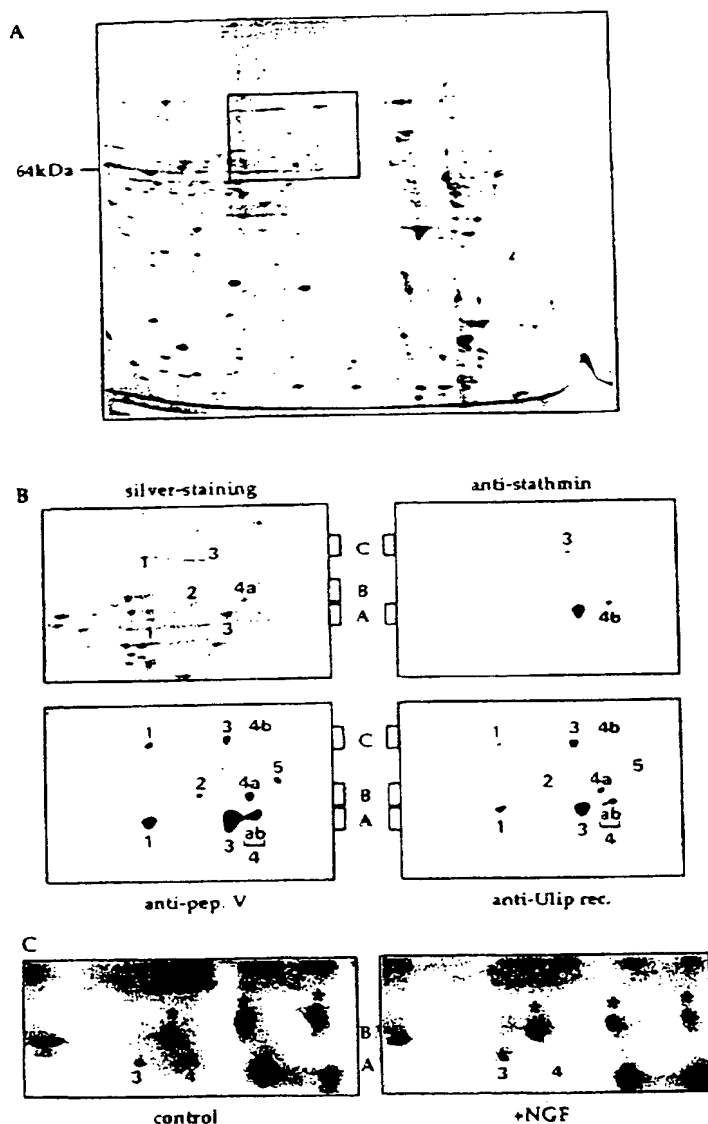 A
64kDa
B
silver-staining
anti-stathmin
1
3
2
4a
1
3
C
B
A
3
4b
1
3
4b
2
4a
5
1
3
ab
4
C
B
A
3
4b
5
2
4a
1
1
3
ab
4
anti-pep. V
anti-Ulip rec.
C
* * *
3
4
B
A
* * *
3
4
control
+NGF